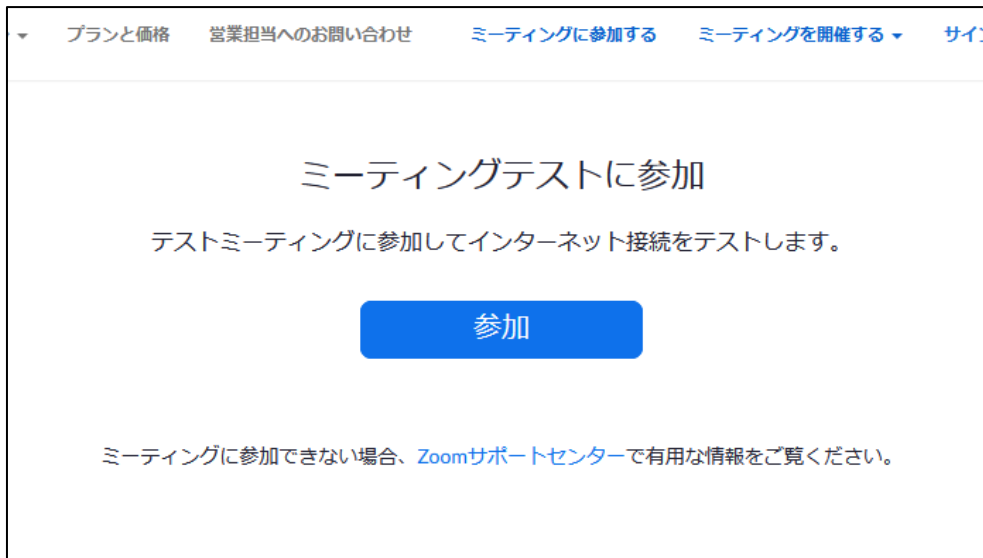 プランと価格 営業担当へのお問い合わせ ミーティングに参加する ミーティングを開催する サイン
ミーティングテストに参加
テストミーティングに参加してインターネット接続をテストします。
参加
ミーティングに参加できない場合、Zoomサポートセンターで有用な情報をご覧ください。